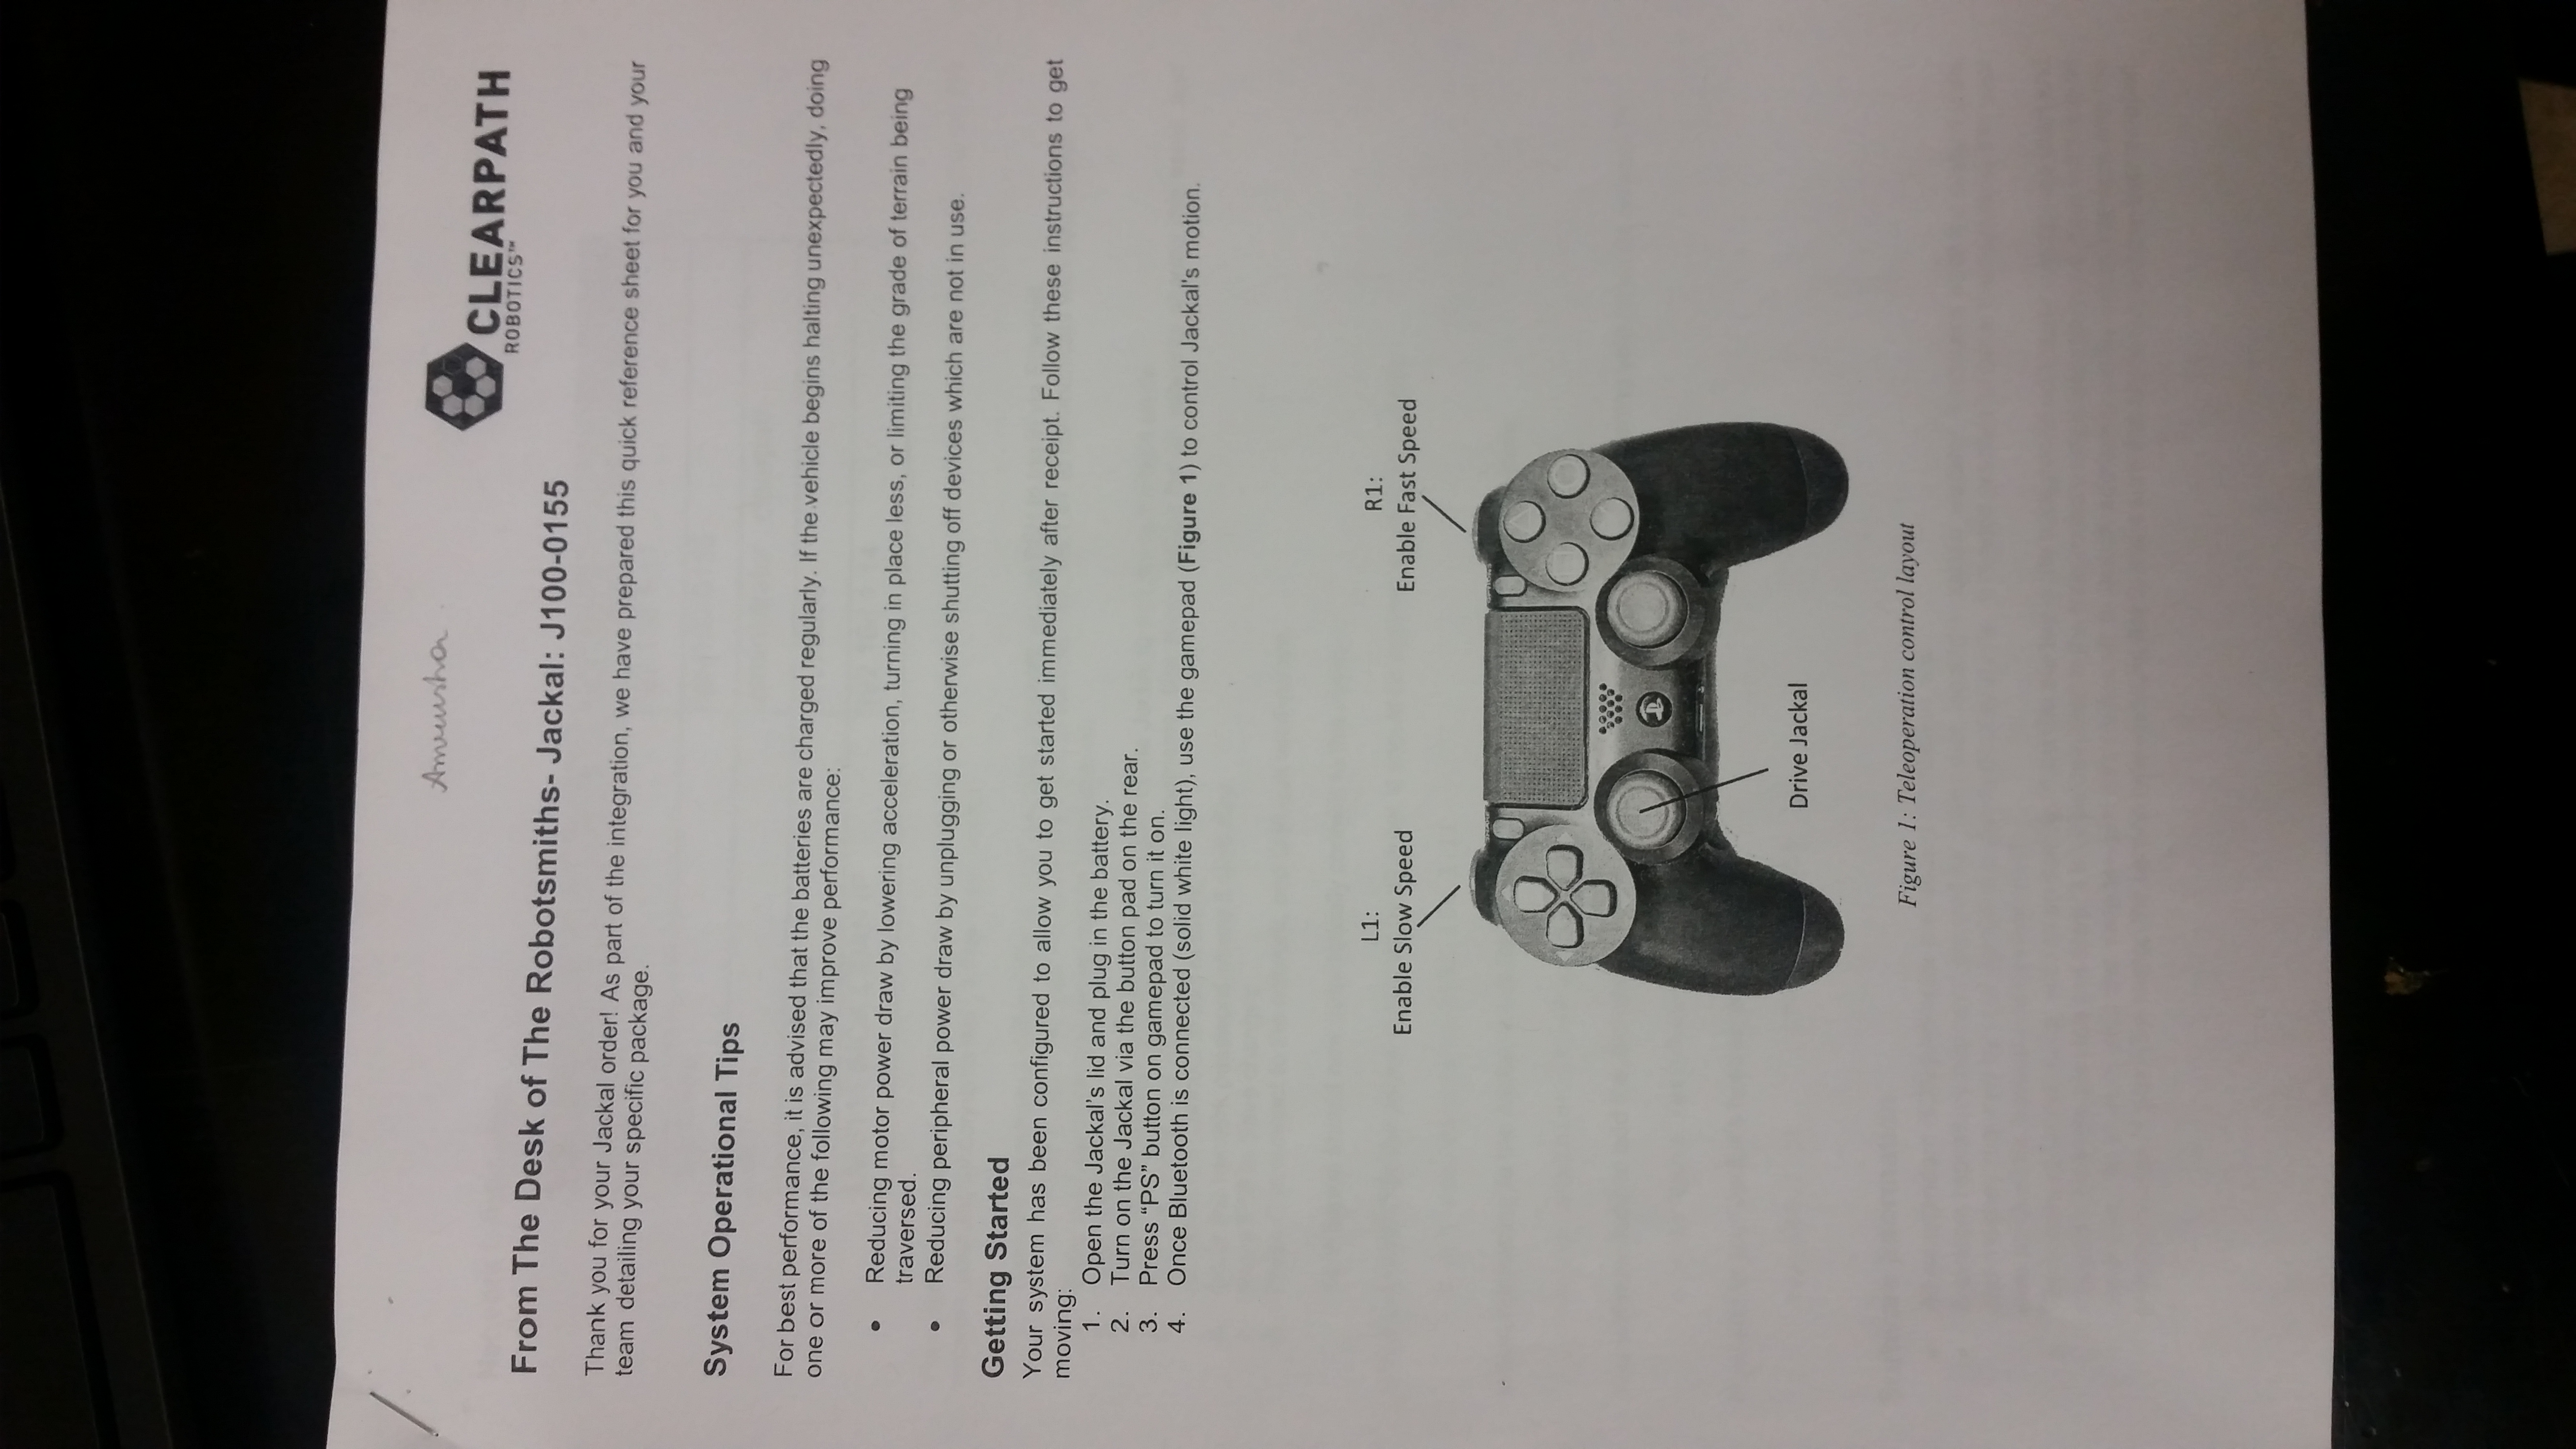 CLEARPATH
ROBOTICS™
From The Desk of The Robotsmiths- Jackal: J100-0155
Thank you for your Jackal order! As part of the integration, we have prepared this quick reference sheet for you and your
team detailing your specific package.
System Operational Tips
For best performance, it is advised that the batteries are charged regularly. If the vehicle begins halting unexpectedly, doing
one or more of the following may improve performance:
• Reducing motor power draw by lowering acceleration, turning in place less, or limiting the grade of terrain being
traversed.
• Reducing peripheral power draw by unplugging or otherwise shutting off devices which are not in use.
Getting Started
Your system has been configured to allow you to get started immediately after receipt. Follow these instructions to get
moving:
1. Open the Jackal's lid and plug in the battery.
2. Turn on the Jackal via the button pad on the rear.
3. Press “PS” button on gamepad to turn it on.
4. Once Bluetooth is connected (solid white light), use the gamepad (Figure 1) to control Jackal's motion.
L1:
Enable Slow Speed
R1:
Enable Fast Speed
Drive Jackal
Figure 1: Teleoperation control layout